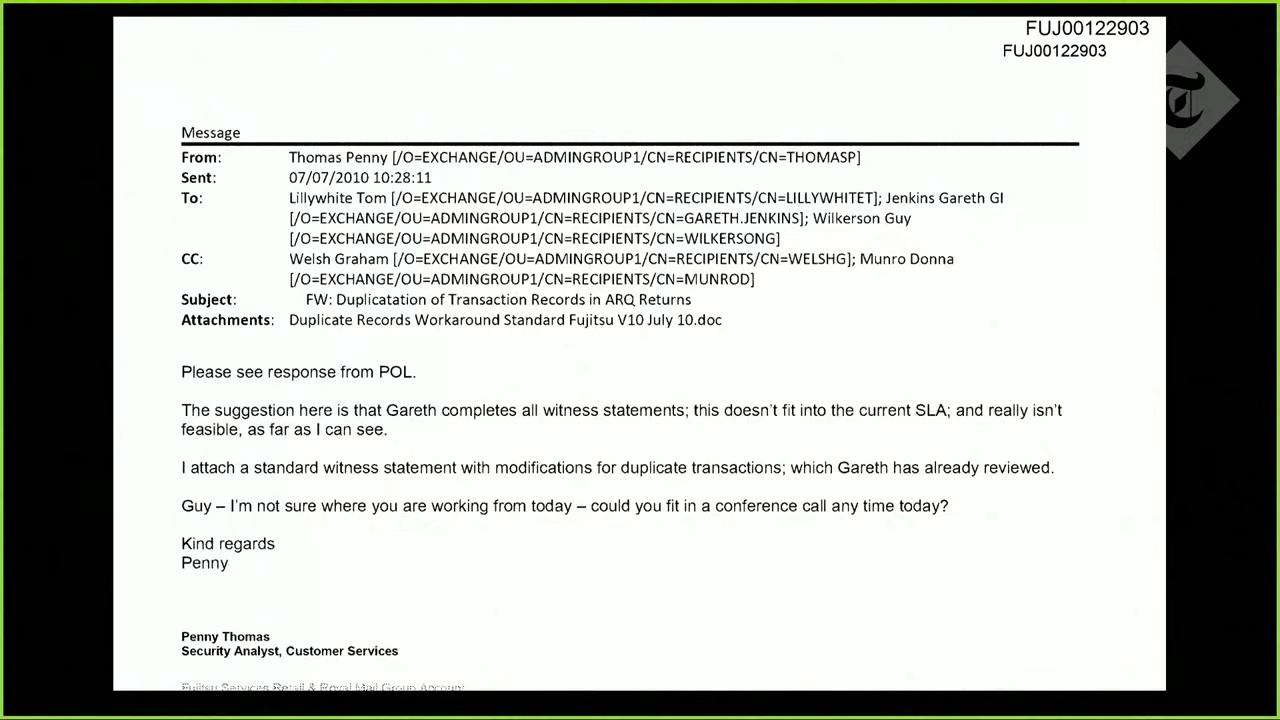 FUJ00122903
FUJ00122903
Message
From: Thomas Penny [/O=EXCHANGE/OU=ADMINGROUP1/CN=RECIPIENTS/CN=THOMASP]
Sent: 07/07/2010 10:28:11
To: Lillywhite Tom [/O=EXCHANGE/OU=ADMINGROUP1/CN=RECIPIENTS/CN=LILLYWHITET]; Jenkins Gareth GI
[/O=EXCHANGE/OU=ADMINGROUP1/CN=RECIPIENTS/CN=GARETH.JENKINS]; Wilkerson Guy
[/O=EXCHANGE/OU=ADMINGROUP1/CN=RECIPIENTS/CN=WILKERSONG]
CC: Welsh Graham [/O=EXCHANGE/OU=ADMINGROUP1/CN=RECIPIENTS/CN=WELSHG]; Munro Donna
[/O=EXCHANGE/OU=ADMINGROUP1/CN=RECIPIENTS/CN=MUNROD]
Subject: FW: Duplicatation of Transaction Records in ARQ Returns
Attachments: Duplicate Records Workaround Standard Fujitsu V10 July 10.doc
Please see response from POL.
The suggestion here is that Gareth completes all witness statements; this doesn't fit into the current SLA; and really isn't
feasible, as far as I can see.
I attach a standard witness statement with modifications for duplicate transactions; which Gareth has already reviewed.
Guy – I'm not sure where you are working from today – could you fit in a conference call any time today?
Kind regards
Penny
Penny Thomas
Security Analyst, Customer Services
Fujitsu Services Retail & Royal Mail Group Account